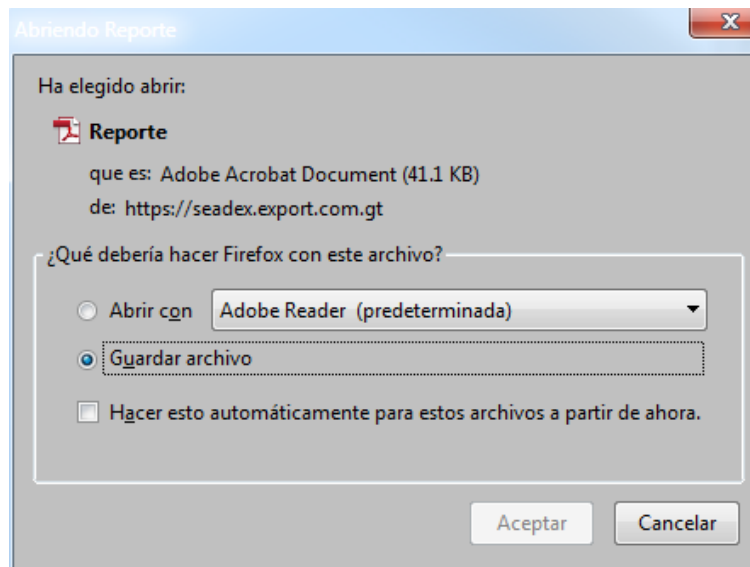 Abriendo Reporte
Ha elegido abrir:
Reporte
que es: Adobe Acrobat Document (41.1 KB)
de: https://seadex.export.com.gt
¿Qué debería hacer Firefox con este archivo?
Abrir con Adobe Reader (predeterminada)
Guardar archivo
Hacer esto automáticamente para estos archivos a partir de ahora.
Aceptar Cancelar